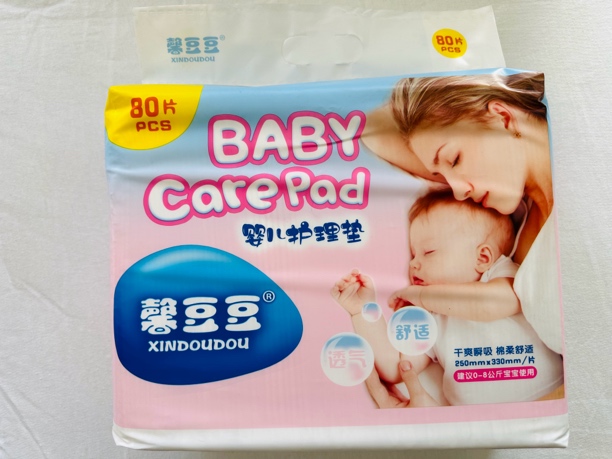 馨豆豆®
XINDOUDOU
80片
PCS
80片
PCS
BABY
Care Pad
婴儿护理垫
馨豆豆®
XINDOUDOU
舒适
透气
干爽瞬吸 棉柔舒适
250mmx330mm/片
建议0-8公斤宝宝使用